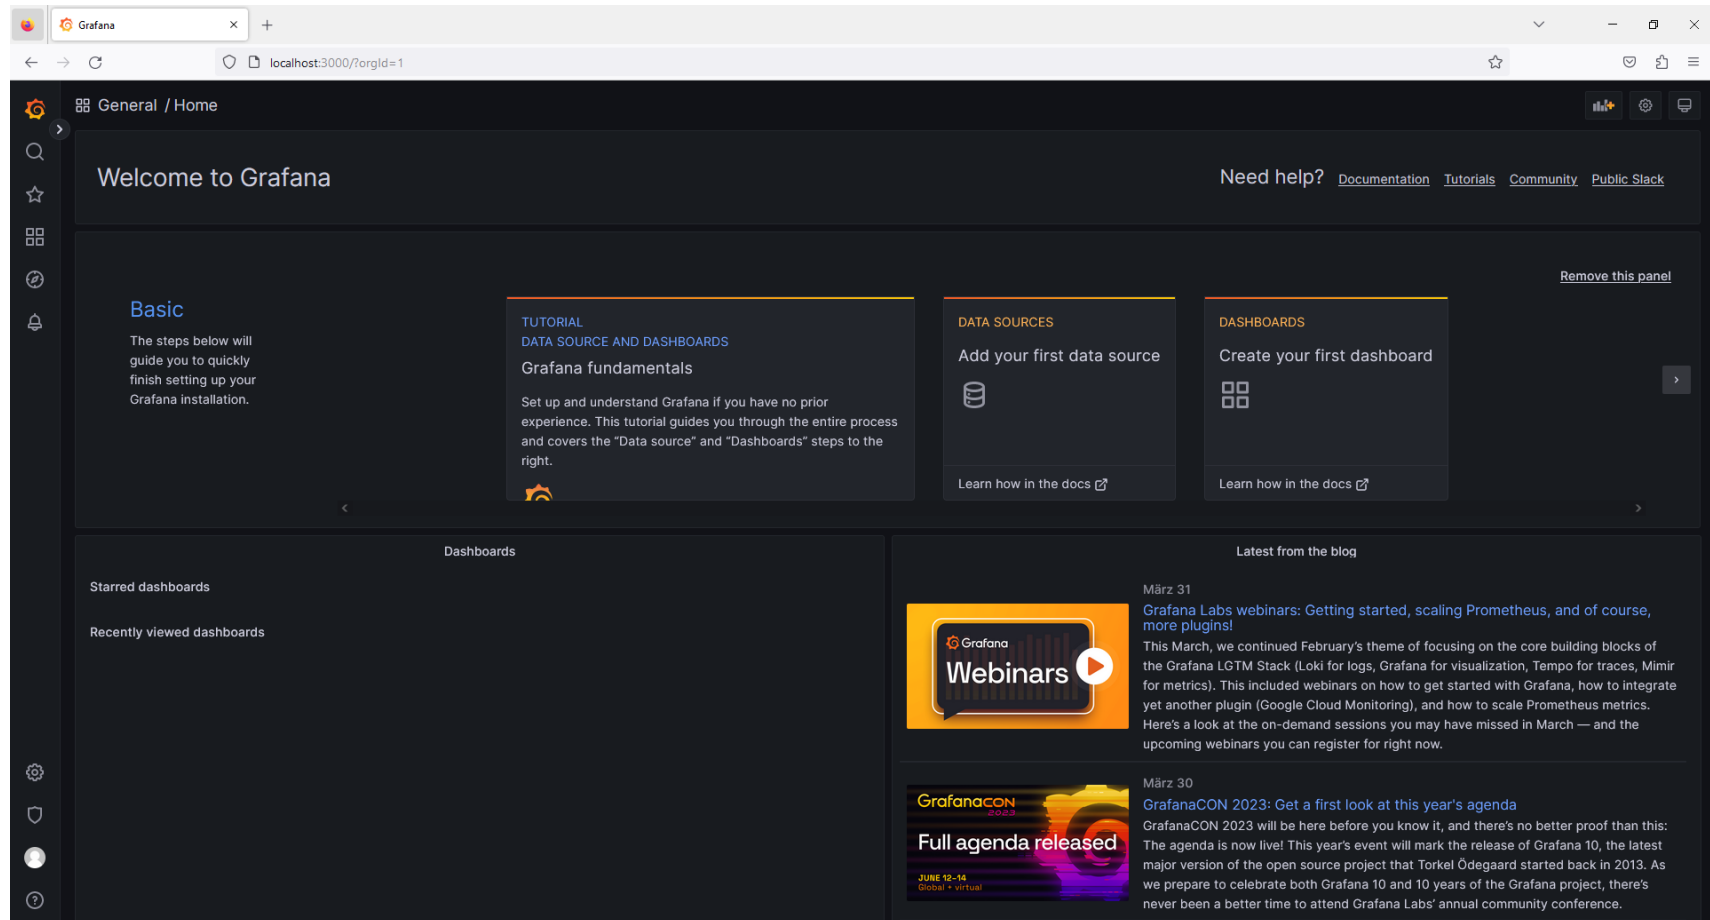 Grafana
localhost:3000/?orgId=1
General / Home
Welcome to Grafana
Need help? Documentation Tutorials Community Public Slack
Remove this panel
Basic
The steps below will
guide you to quickly
finish setting up your
Grafana installation.
TUTORIAL
DATA SOURCE AND DASHBOARDS
Grafana fundamentals
Set up and understand Grafana if you have no prior
experience. This tutorial guides you through the entire process
and covers the “Data source” and “Dashboards” steps to the
right.
DATA SOURCES
Add your first data source
Learn how in the docs
DASHBOARDS
Create your first dashboard
Learn how in the docs
Dashboards
Starred dashboards
Recently viewed dashboards
Latest from the blog
Grafana
Webinars
März 31
Grafana Labs webinars: Getting started, scaling Prometheus, and of course,
more plugins!
This March, we continued February’s theme of focusing on the core building blocks of
the Grafana LGTM Stack (Loki for logs, Grafana for visualization, Tempo for traces, Mimir
for metrics). This included webinars on how to get started with Grafana, how to integrate
yet another plugin (Google Cloud Monitoring), and how to scale Prometheus metrics.
Here’s a look at the on-demand sessions you may have missed in March — and the
upcoming webinars you can register for right now.
GrafanaCON
2023
Full agenda released
JUNE 12-14
Global + virtual
März 30
GrafanaCON 2023: Get a first look at this year's agenda
GrafanaCON 2023 will be here before you know it, and there’s no better proof than this:
The agenda is now live! This year’s event will mark the release of Grafana 10, the latest
major version of the open source project that Torkel Ödegaard started back in 2013. As
we prepare to celebrate both Grafana 10 and 10 years of the Grafana project, there’s
never been a better time to attend Grafana Labs’ annual community conference.